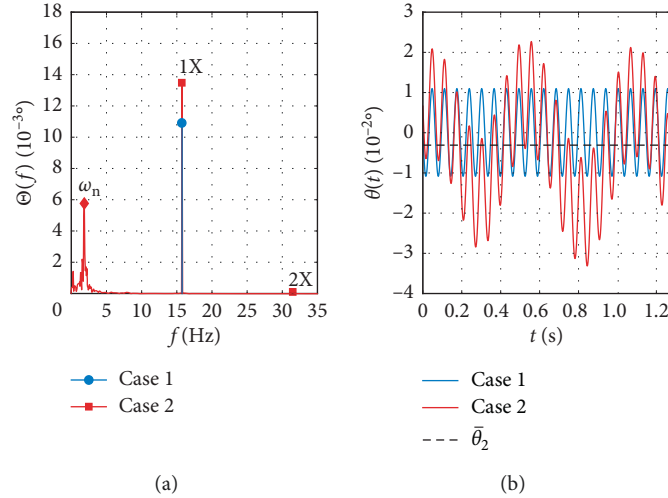 18
16
14
12
10
8
6
4
2
Θ(f) (10⁻³°)
1X
ωn
2X
0 5 10 15 20 25 30 35
f (Hz)
Case 1
Case 2
(a)
3
2
1
0
−1
−2
−3
−4
θ(t) (10⁻²°)
0 0.2 0.4 0.6 0.8 1.0 1.2
t (s)
Case 1
Case 2
θ̄₂
(b)